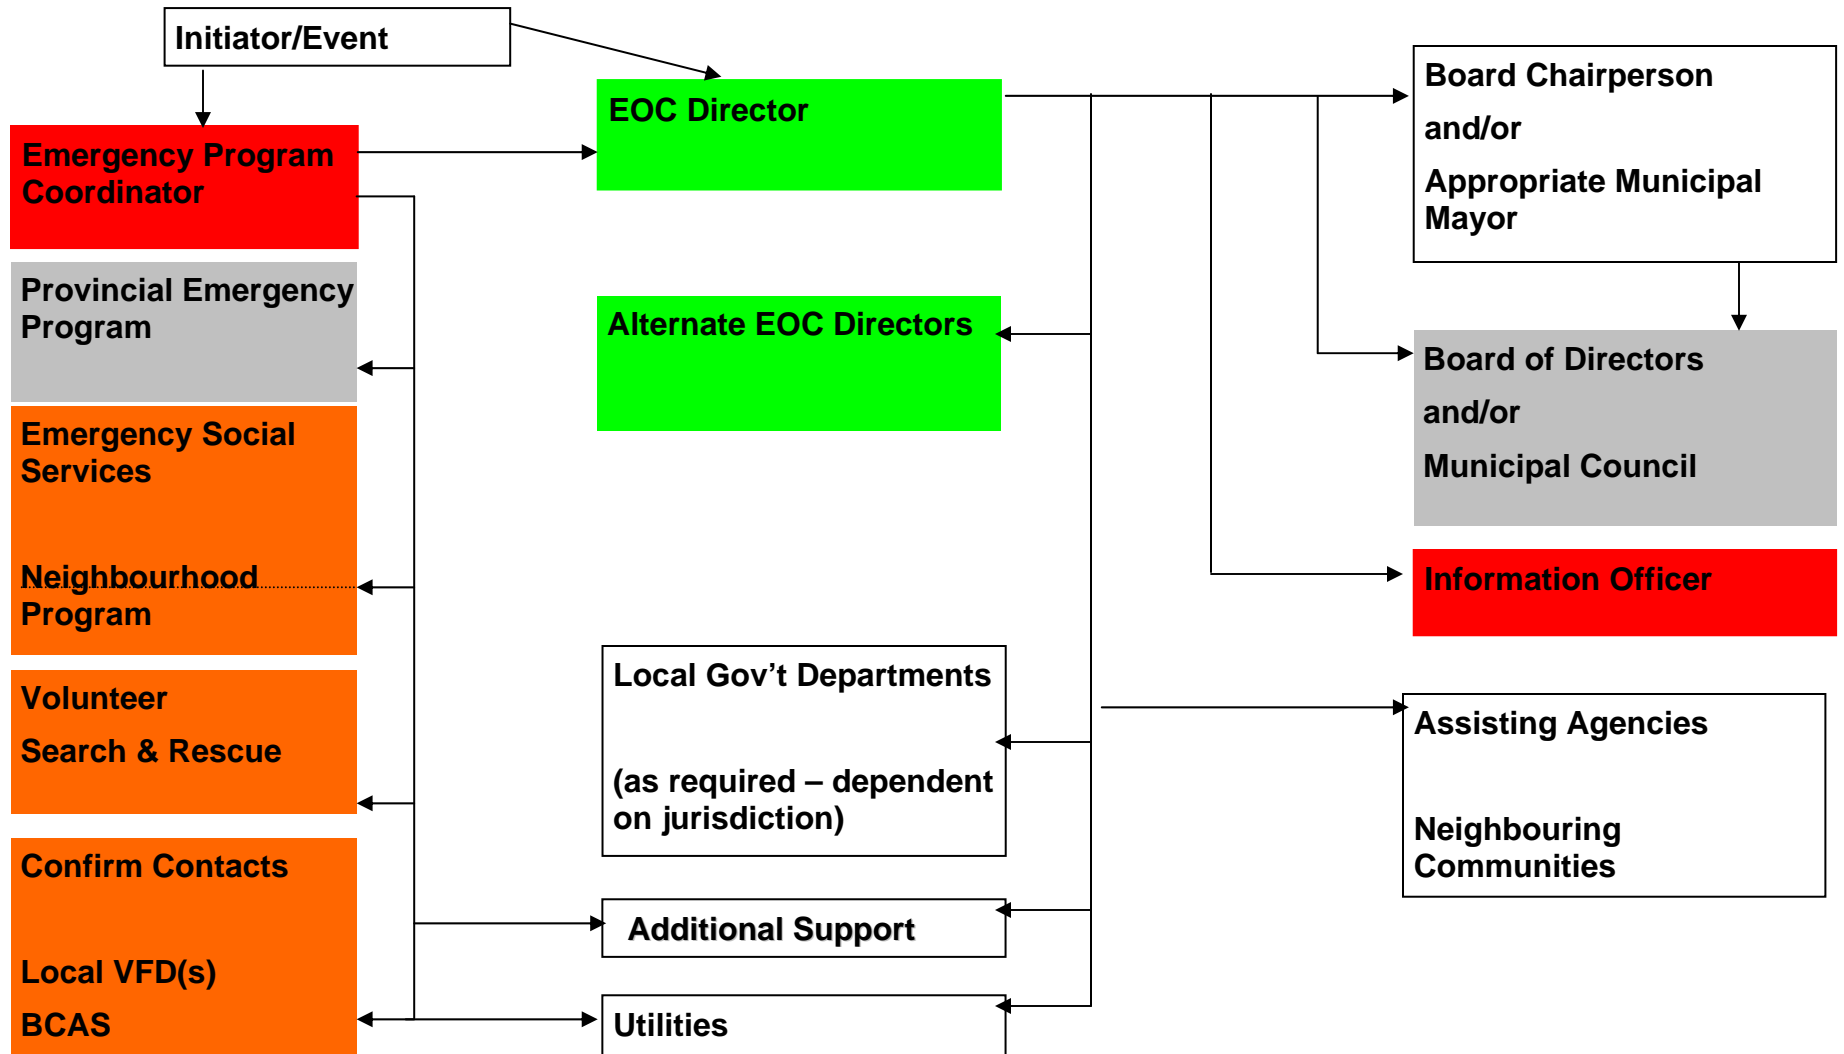 Initiator/Event
Emergency Program
Coordinator
Provincial Emergency
Program
Emergency Social
Services
Neighbourhood
Program
Volunteer
Search & Rescue
Confirm Contacts
Local VFD(s)
BCAS
EOC Director
Alternate EOC Directors
Local Gov’t Departments
(as required – dependent
on jurisdiction)
Additional Support
Utilities
Board Chairperson
and/or
Appropriate Municipal
Mayor
Board of Directors
and/or
Municipal Council
Information Officer
Assisting Agencies
Neighbouring
Communities